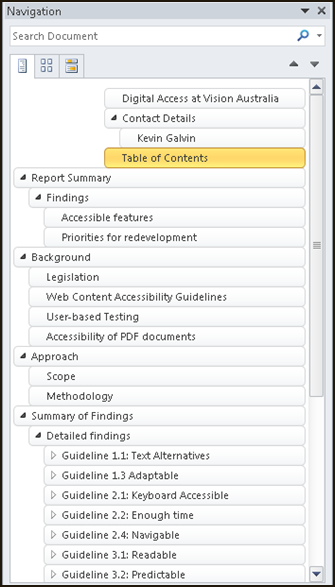 Navigation
Search Document
Digital Access at Vision Australia
Contact Details
Kevin Galvin
Table of Contents
Report Summary
Findings
Accessible features
Priorities for redevelopment
Background
Legislation
Web Content Accessibility Guidelines
User-based Testing
Accessibility of PDF documents
Approach
Scope
Methodology
Summary of Findings
Detailed findings
Guideline 1.1: Text Alternatives
Guideline 1.3 Adaptable
Guideline 2.1: Keyboard Accessible
Guideline 2.2: Enough time
Guideline 2.4: Navigable
Guideline 3.1: Readable
Guideline 3.2: Predictable